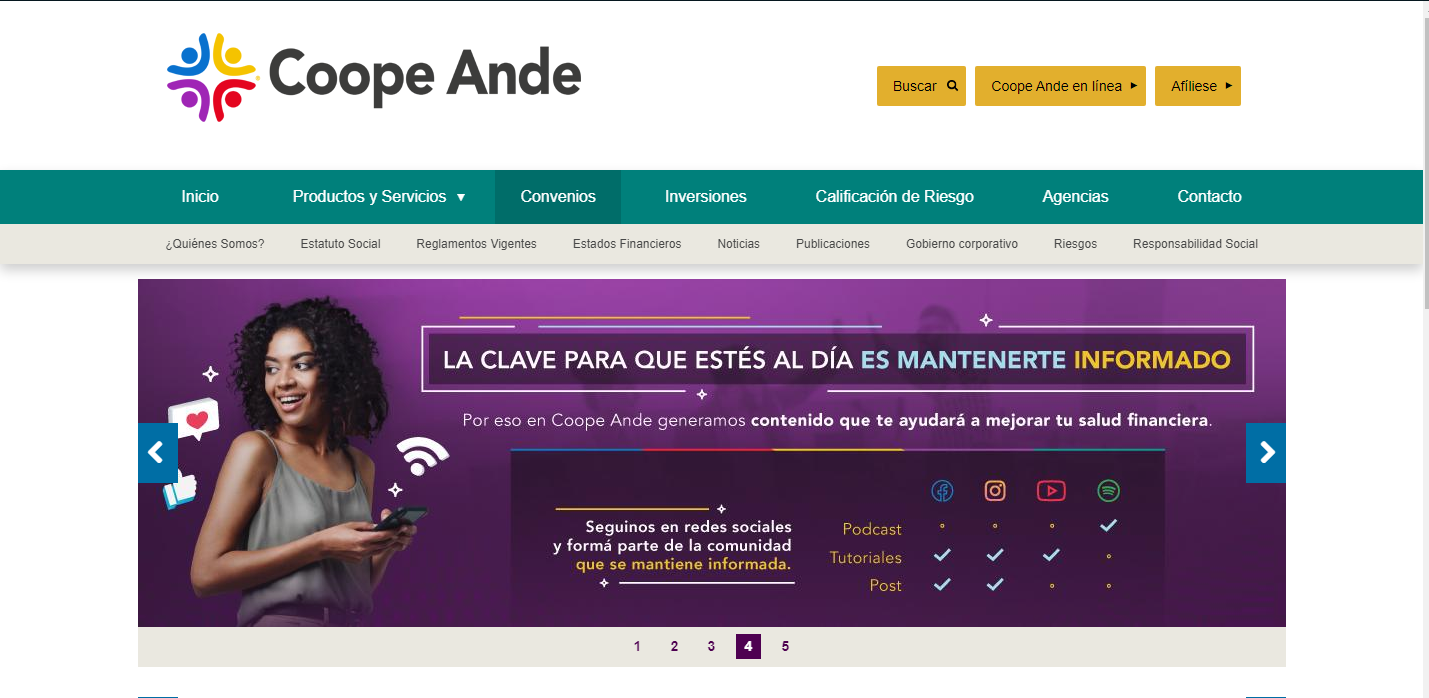 Coope Ande
Buscar
Coope Ande en línea
Afíliese
Inicio
Productos y Servicios
Convenios
Inversiones
Calificación de Riesgo
Agencias
Contacto
¿Quiénes Somos?
Estatuto Social
Reglamentos Vigentes
Estados Financieros
Noticias
Publicaciones
Gobierno corporativo
Riesgos
Responsabilidad Social
LA CLAVE PARA QUE ESTÉS AL DÍA ES MANTENERTE INFORMADO
Por eso en Coope Ande generamos contenido que te ayudará a mejorar tu salud financiera.
Seguinos en redes sociales
y formá parte de la comunidad
que se mantiene informada.
Podcast
Tutoriales
Post
1 2 3 4 5